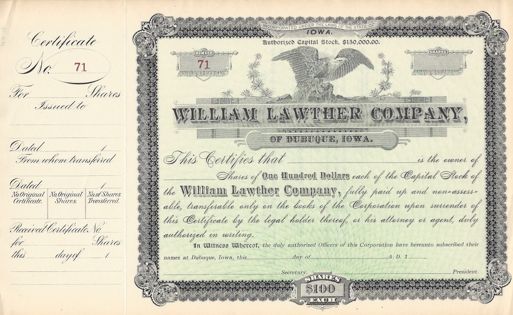 Certificate
No. 71
For Shares
Issued to
Dated 1
From whom transferred
Dated 1
No Original Certificate. No Original Shares. No of Shares Transferred.
Received Certificate No
for Shares
this day of 1
IOWA.
Authorized Capital Stock, $150,000.00.
71
WILLIAM LAWTHER COMPANY,
OF DUBUQUE, IOWA.
This Certifies that is the owner of
Shares of One Hundred Dollars each of the Capital Stock of
the William Lawther Company, fully paid up and non-assess-
able, transferable only on the books of the Corporation upon surrender of
this Certificate by the legal holder thereof, or his attorney or agent, duly
authorized in writing.
In Witness Whereof, the duly authorized Officers of this Corporation have hereunto subscribed their
names at Dubuque, Iowa, this day of A. D. 1
Secretary. President.
SHARES
$100
EACH